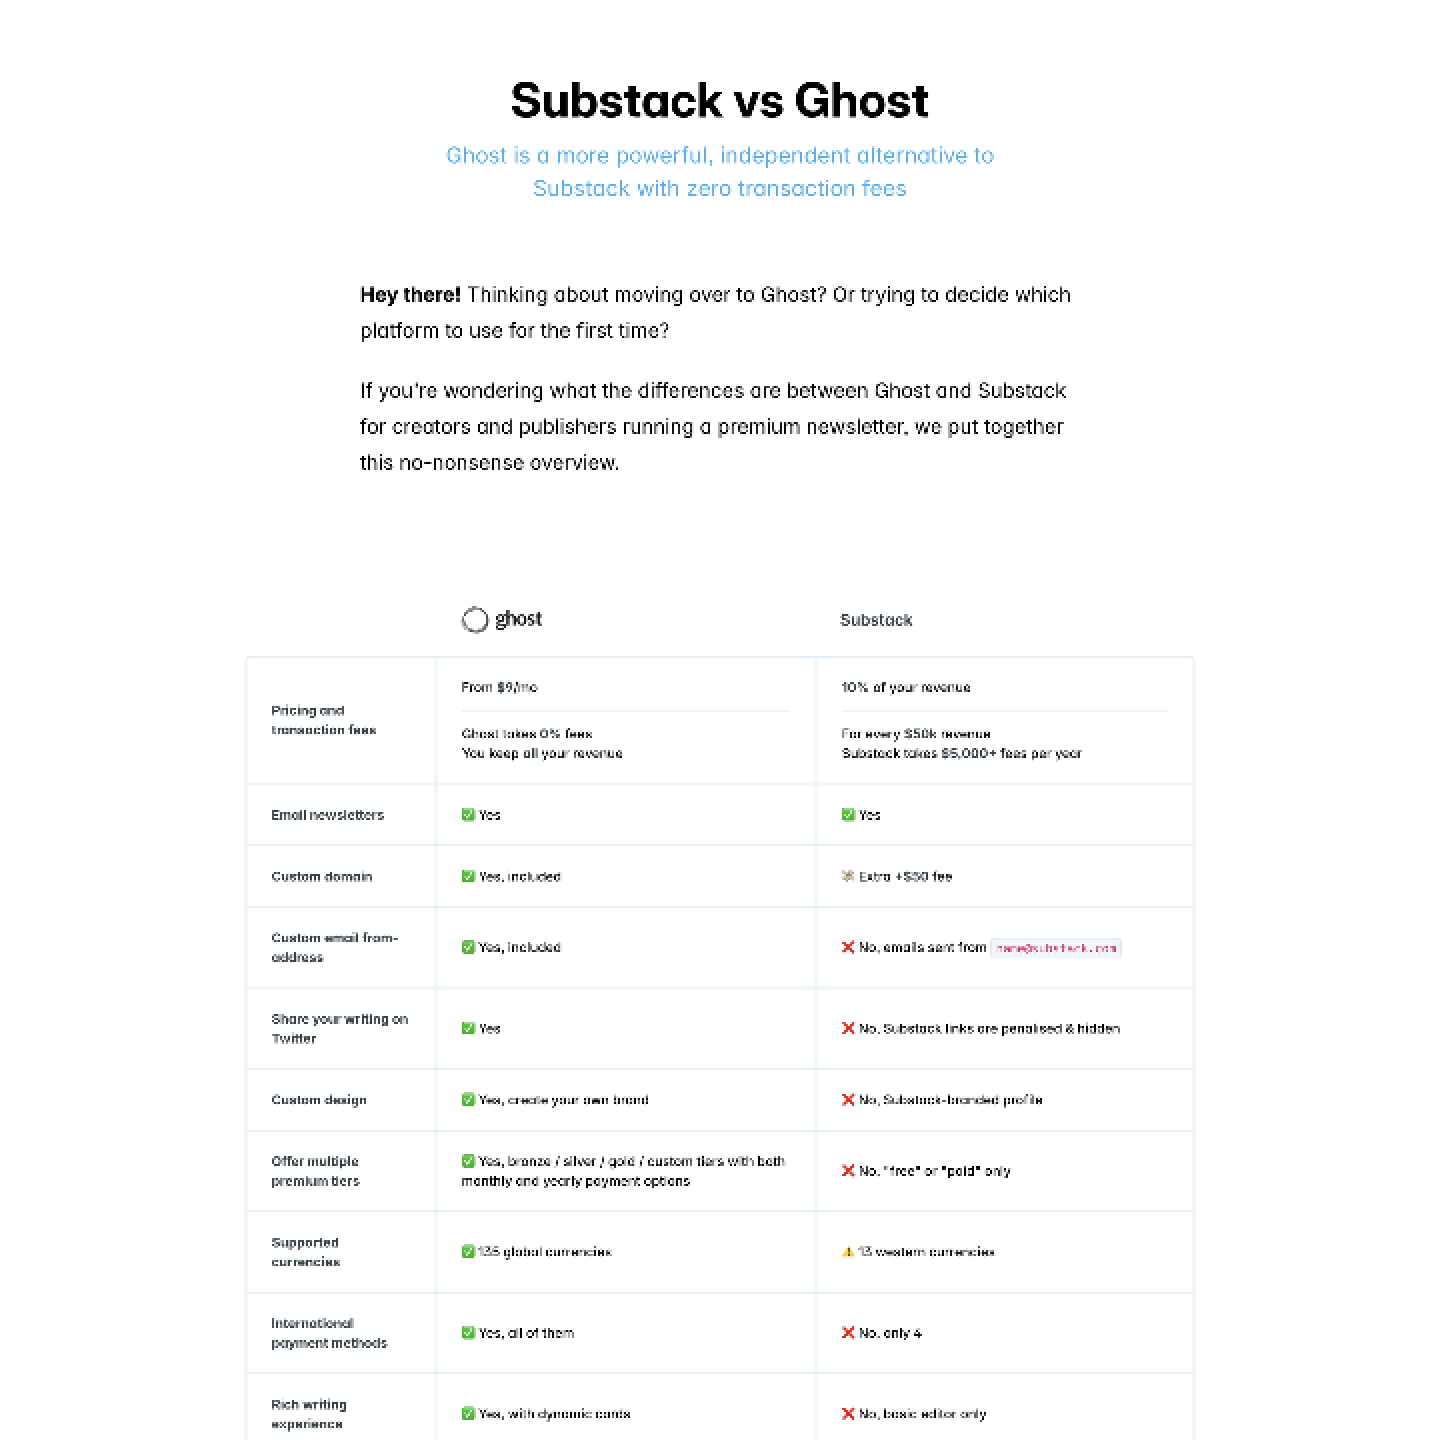 Substack vs Ghost
Ghost is a more powerful, independent alternative to
Substack with zero transaction fees
Hey there! Thinking about moving over to Ghost? Or trying to decide which
platform to use for the first time?
If you're wondering what the differences are between Ghost and Substack
for creators and publishers running a premium newsletter, we put together
this no-nonsense overview.
ghost
Substack
Pricing and
transaction fees
From $9/mo
Ghost takes 0% fees
You keep all your revenue
10% of your revenue
For every $50k revenue
Substack takes $5,000+ fees per year
Email newsletters
✅ Yes
✅ Yes
Custom domain
✅ Yes, included
💸 Extra +$50 fee
Custom email from-
address
✅ Yes, included
❌ No, emails sent from name@substack.com
Share your writing on
Twitter
✅ Yes
❌ No, Substack links are penalised & hidden
Custom design
✅ Yes, create your own brand
❌ No, Substack-branded profile
Offer multiple
premium tiers
✅ Yes, bronze / silver / gold / custom tiers with both
monthly and yearly payment options
❌ No, "free" or "paid" only
Supported
currencies
✅ 135 global currencies
⚠️ 13 western currencies
International
payment methods
✅ Yes, all of them
❌ No, only 4
Rich writing
experience
✅ Yes, with dynamic cards
❌ No, basic editor only